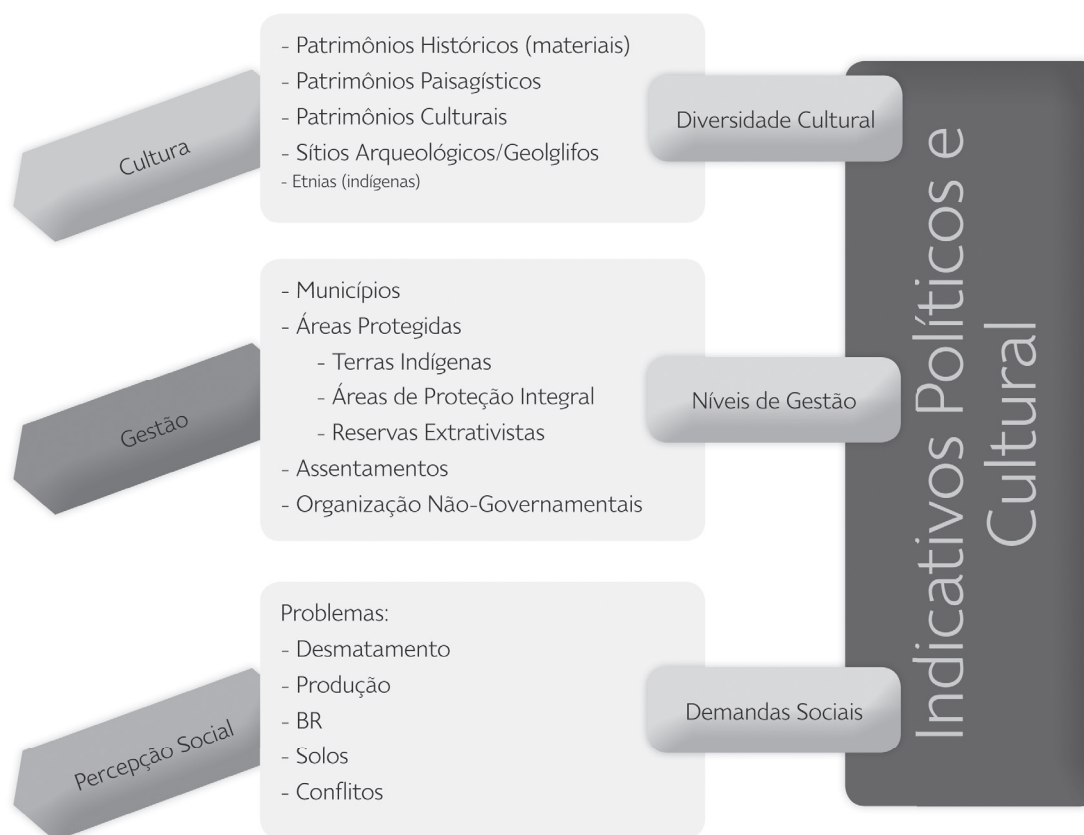 Cultura
- Patrimônios Históricos (materiais)
- Patrimônios Paisagísticos
- Patrimônios Culturais
- Sítios Arqueológicos/Geolglifos
- Etnias (indígenas)
Diversidade Cultural
Gestão
- Municípios
- Áreas Protegidas
- Terras Indígenas
- Áreas de Proteção Integral
- Reservas Extrativistas
- Assentamentos
- Organização Não-Governamentais
Níveis de Gestão
Percepção Social
Problemas:
- Desmatamento
- Produção
- BR
- Solos
- Conflitos
Demandas Sociais
Indicativos Políticos e
Cultural